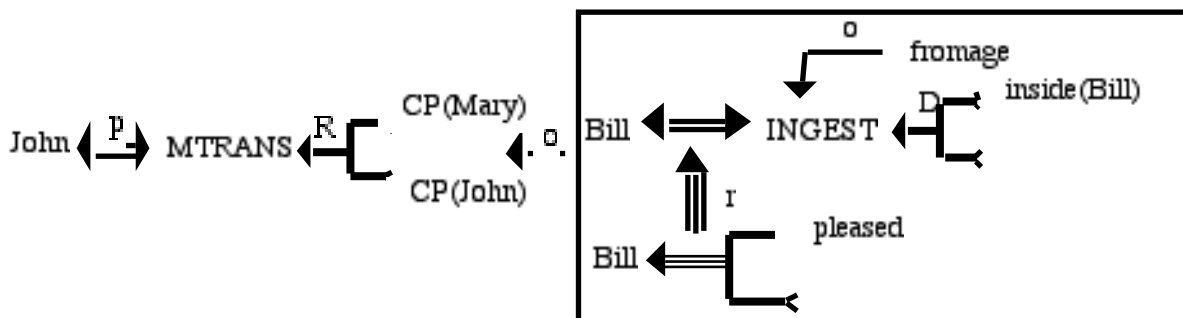 o
fromage
D
inside(Bill)
CP(Mary)
John
p
MTRANS
R
o
Bill
INGEST
CP(John)
r
pleased
Bill